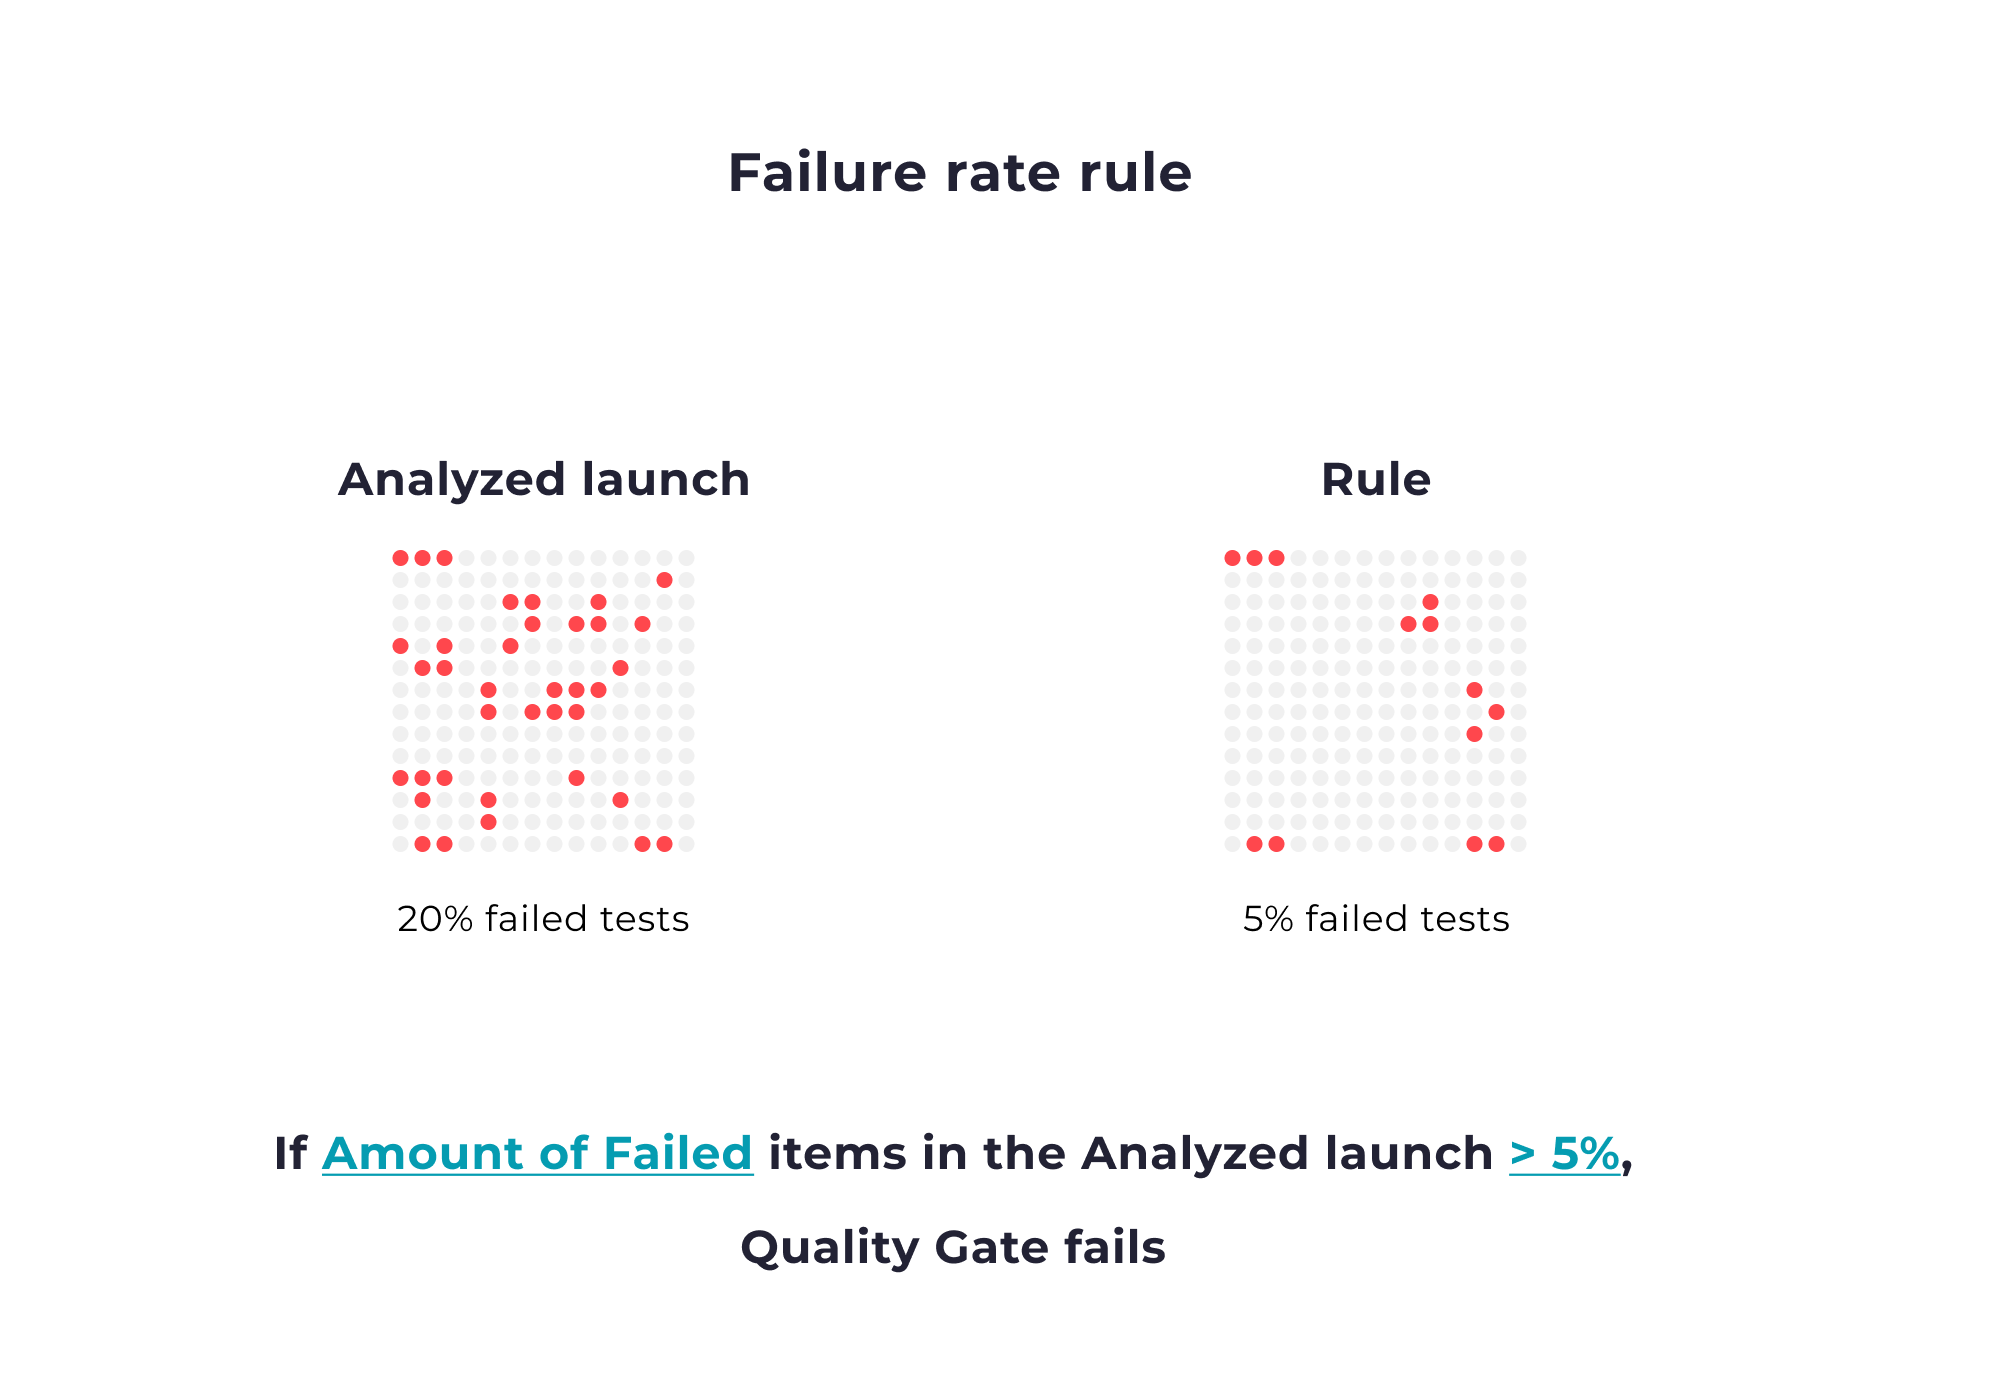 Failure rate rule
Analyzed launch
Rule
20% failed tests
5% failed tests
If Amount of Failed items in the Analyzed launch > 5%,
Quality Gate fails